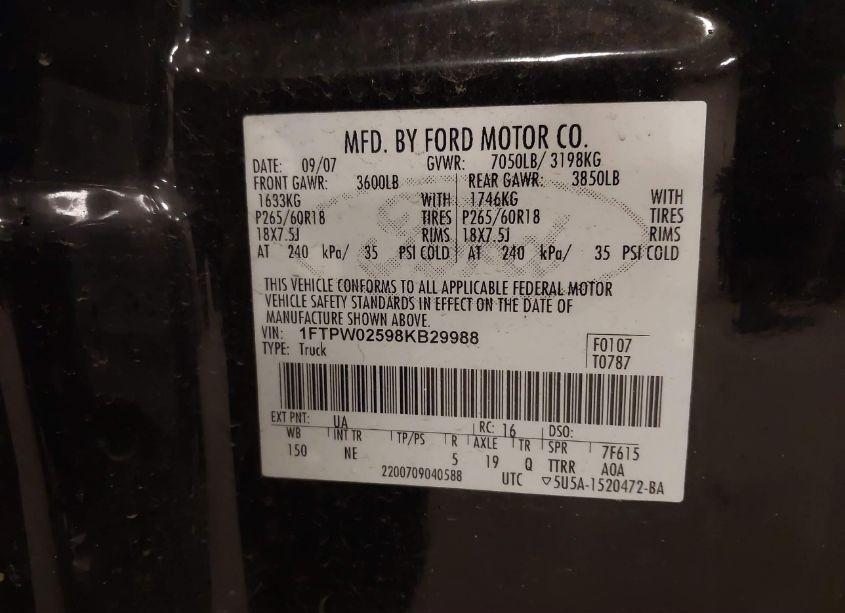 MFD. BY FORD MOTOR CO.
DATE: 09/07 GVWR: 7050LB/ 3198KG
FRONT GAWR: 3600LB REAR GAWR: 3850LB
1633KG WITH 1746KG WITH
P265/60R18 TIRES P265/60R18 TIRES
18X7.5J RIMS 18X7.5J RIMS
AT 240 kPa/ 35 PSI COLD AT 240 kPa/ 35 PSI COLD
THIS VEHICLE CONFORMS TO ALL APPLICABLE FEDERAL MOTOR
VEHICLE SAFETY STANDARDS IN EFFECT ON THE DATE OF
MANUFACTURE SHOWN ABOVE.
VIN: 1FTPW02598KB29988
TYPE: Truck
F0107
T0787
EXT PNT: UA RC: 16 DSO:
WB INT TR TP/PS R AXLE TR SPR 7F615
150 NE 5 19 Q TTRR A0A
2200709040588 UTC ▽5U5A-1520472-BA
Ford